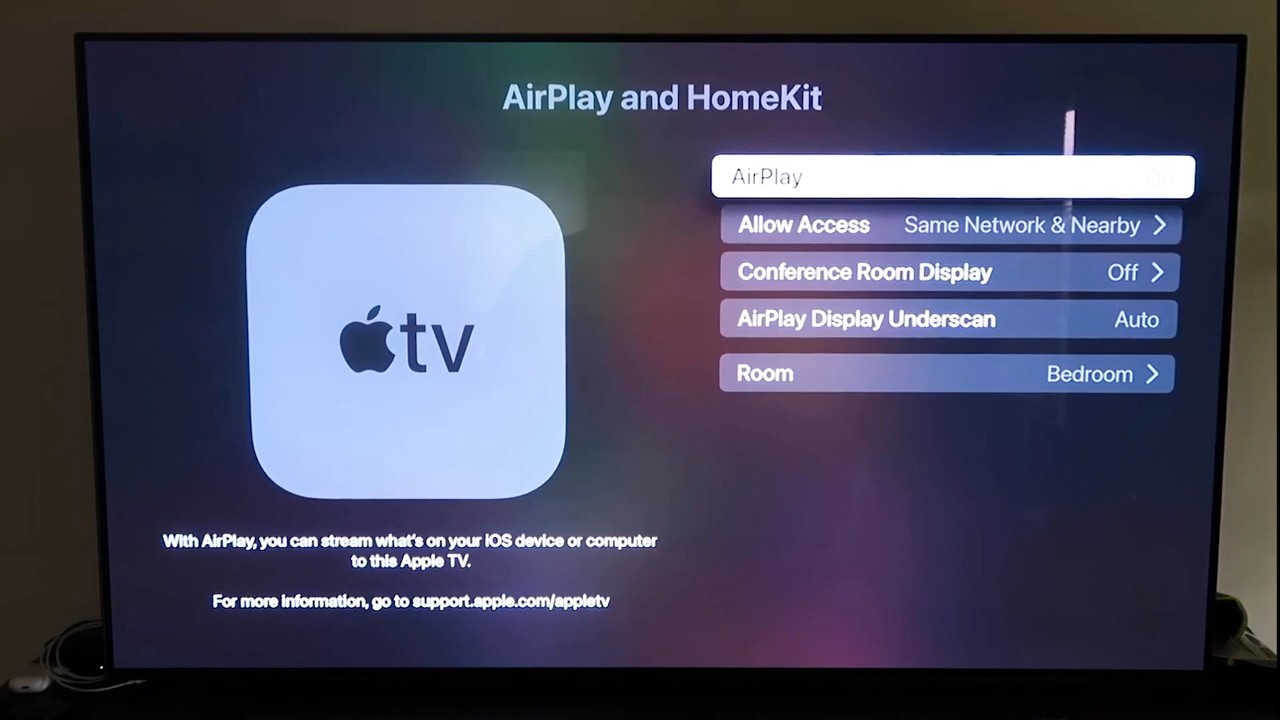 AirPlay and HomeKit
AirPlay On
Allow Access Same Network & Nearby
Conference Room Display Off
AirPlay Display Underscan Auto
Room Bedroom
tv
With AirPlay, you can stream what's on your iOS device or computer
to this Apple TV.
For more information, go to support.apple.com/appletv